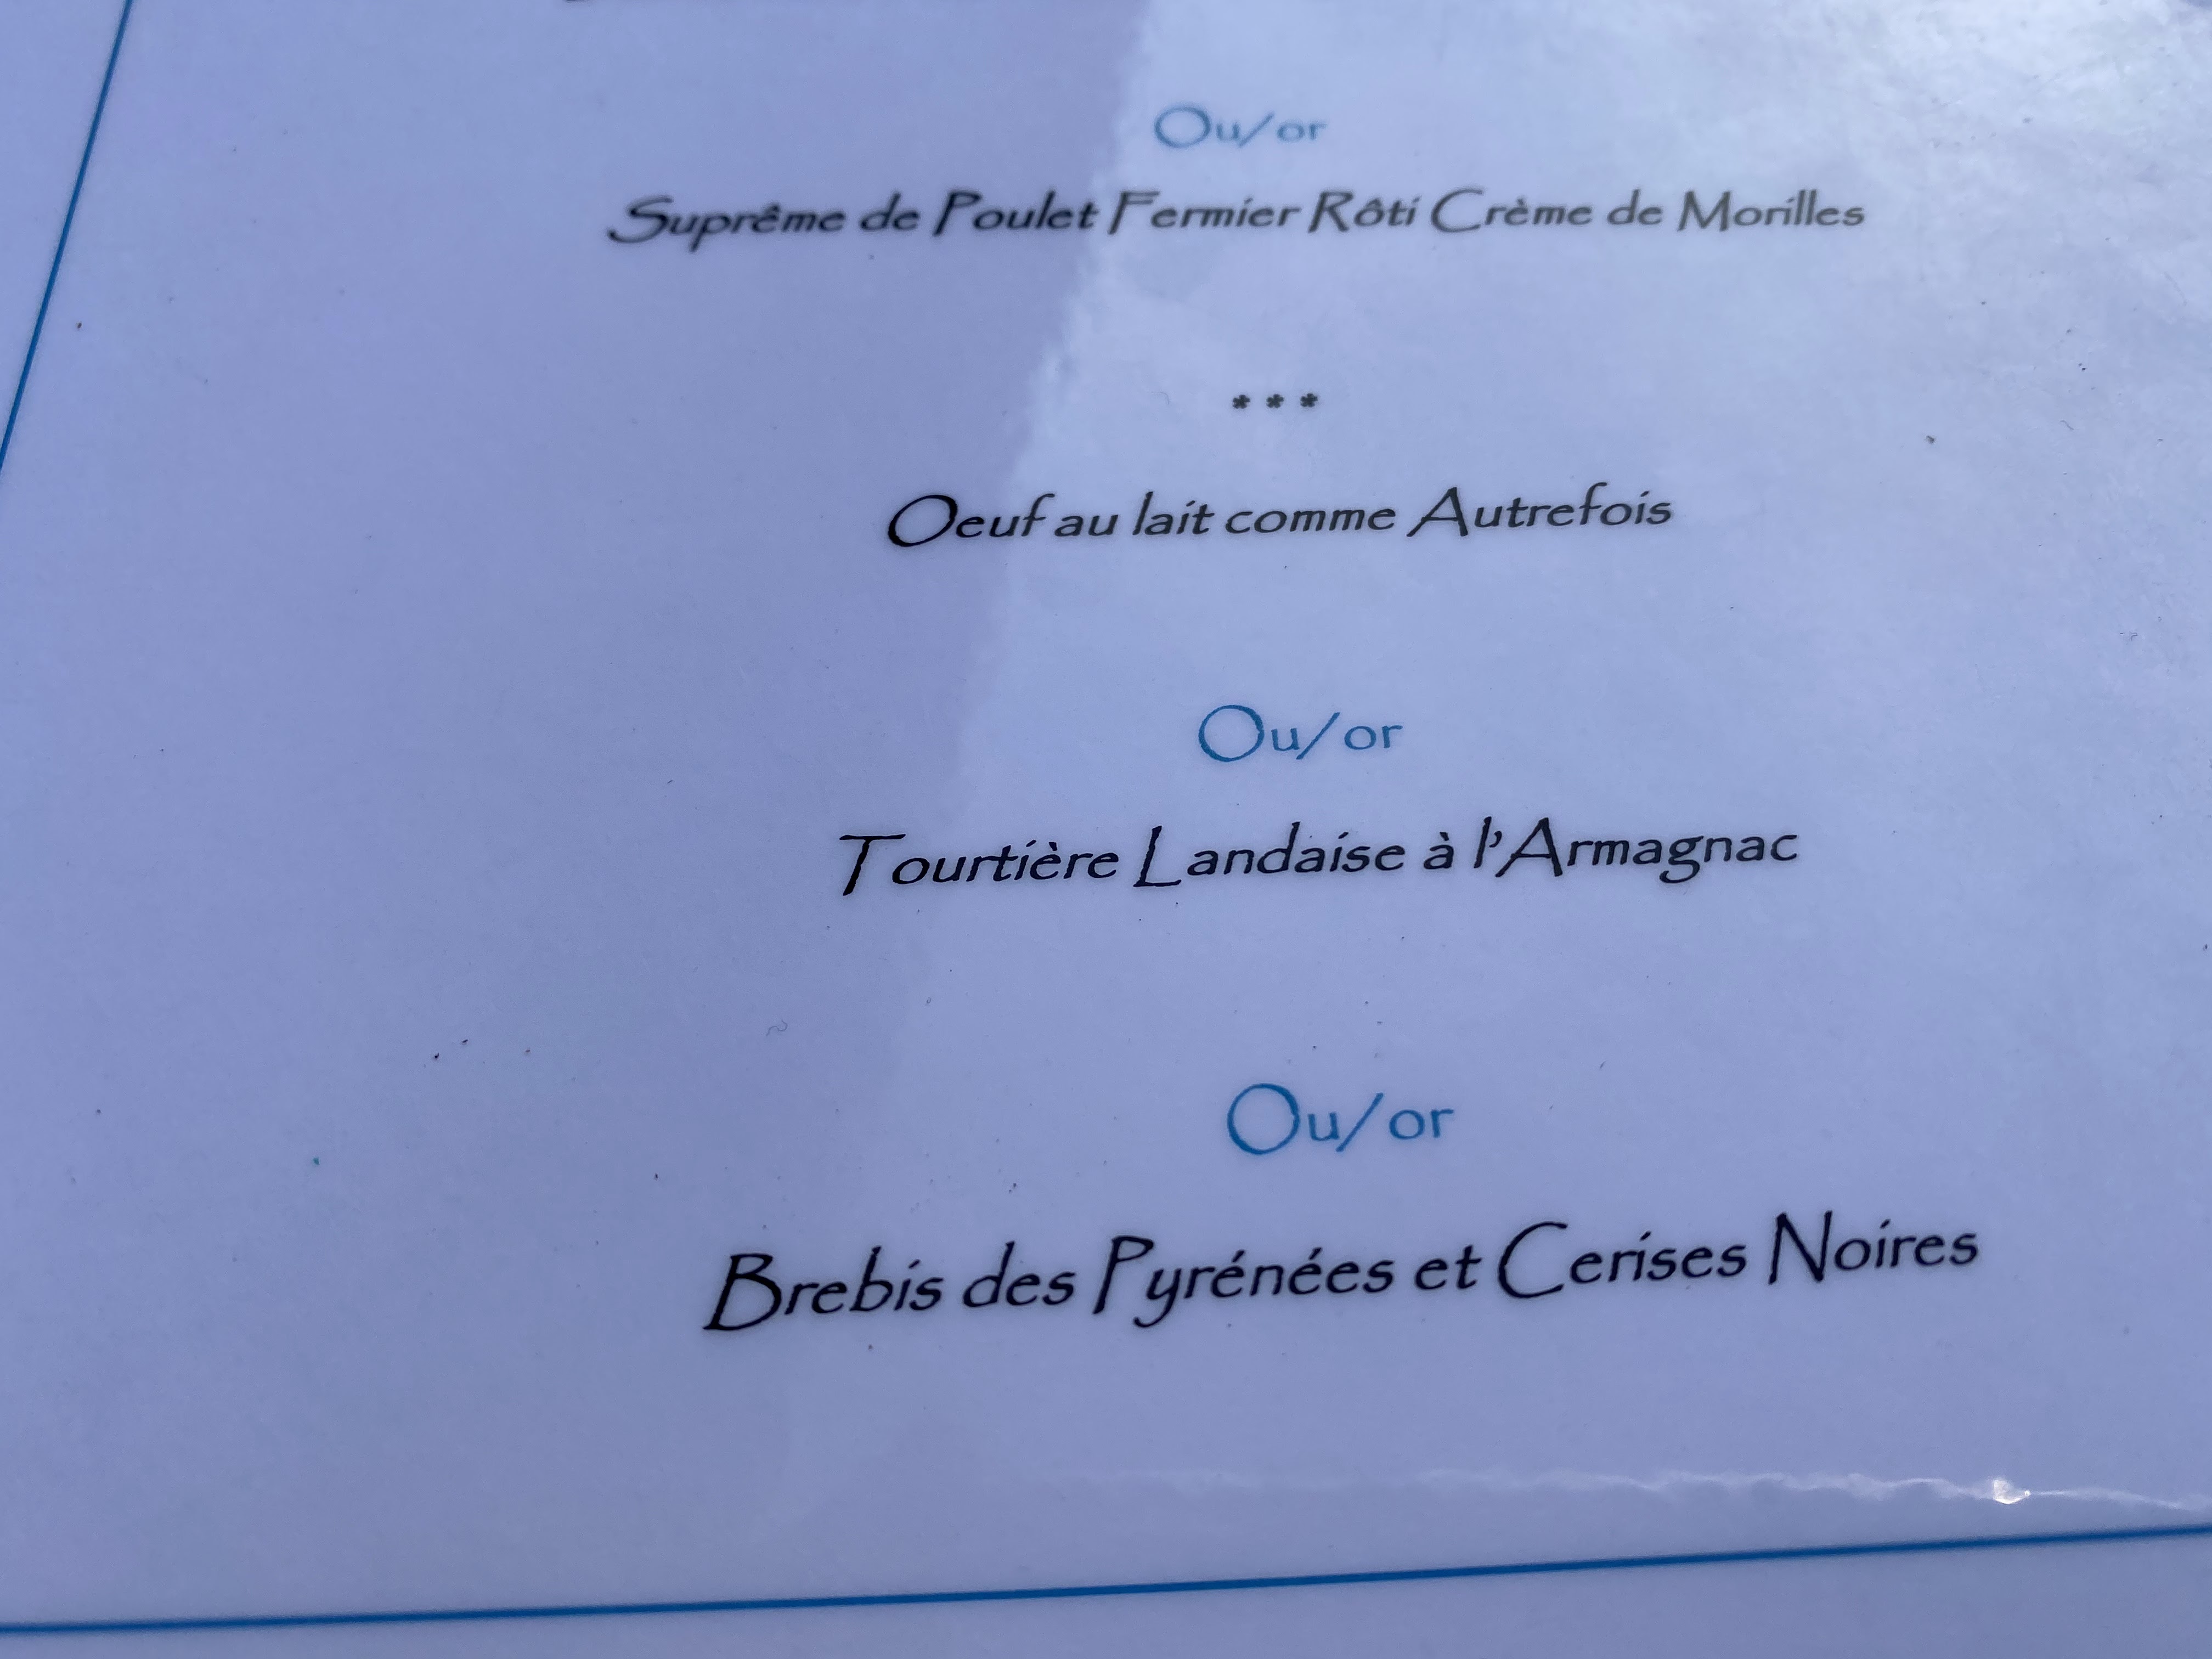 Ou/or
Suprême de Poulet Fermier Rôti Crème de Morilles
***
Oeuf au lait comme Autrefois
Ou/or
Tourtière Landaise à l'Armagnac
Ou/or
Brebis des Pyrénées et Cerises Noires